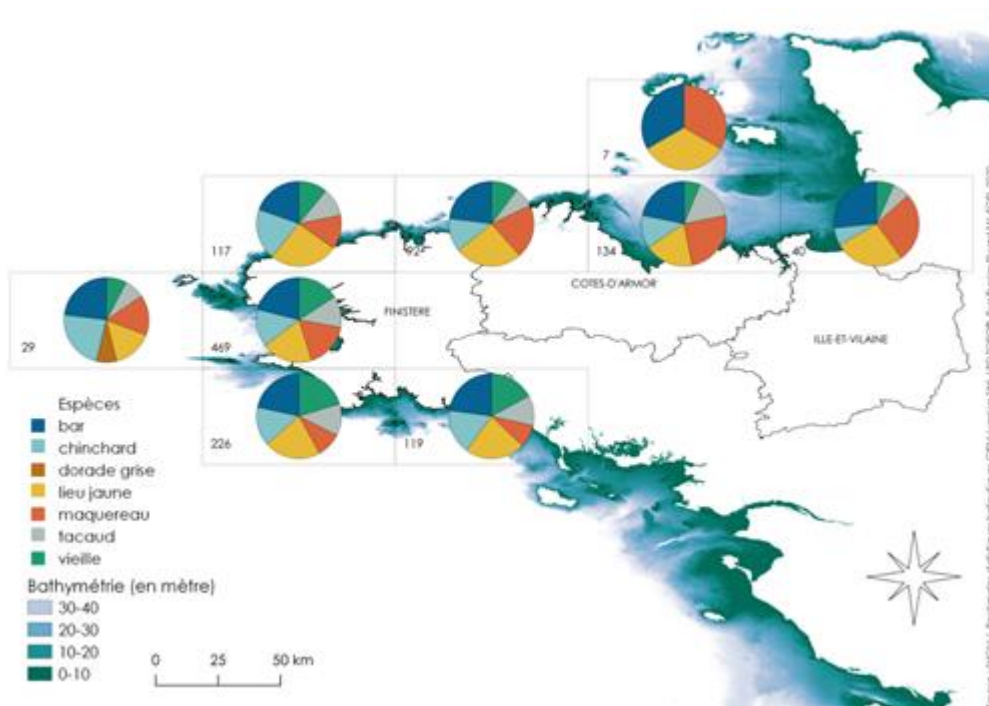 7
117
92
134
40
COTES-D'ARMOR
FINISTERE
ILLE-ET-VILAINE
29
469
226
119
Espèces
bar
chinchard
dorade grise
lieu jaune
maquereau
tacaud
vieille
Bathymétrie (en mètre)
30-40
20-30
10-20
0-10
0 25 50 km